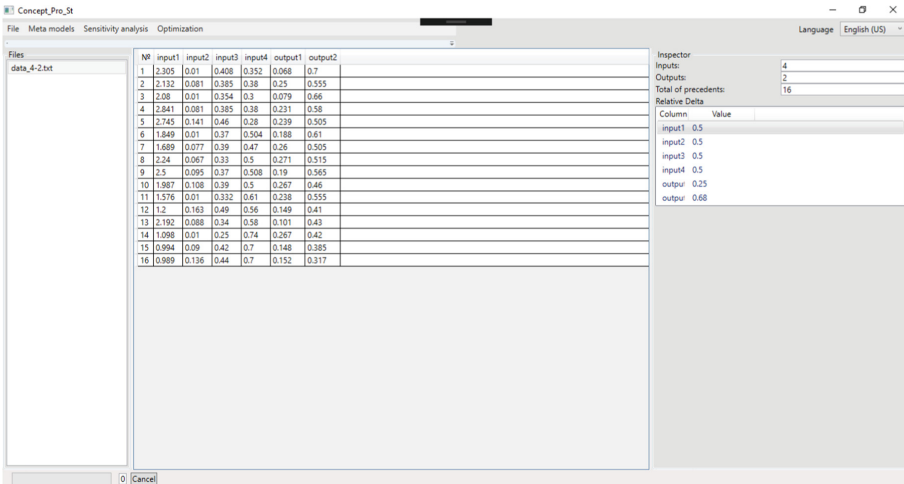 Concept_Pro_St
File Meta models Sensitivity analysis Optimization
Language English (US)
Files
data_4-2.txt
№ input1 input2 input3 input4 output1 output2
1 2.305 0.01 0.408 0.352 0.068 0.7
2 2.132 0.081 0.385 0.38 0.25 0.555
3 2.08 0.01 0.354 0.3 0.079 0.66
4 2.841 0.081 0.385 0.38 0.231 0.58
5 2.745 0.141 0.46 0.28 0.239 0.505
6 1.849 0.01 0.37 0.504 0.188 0.61
7 1.689 0.077 0.39 0.47 0.26 0.505
8 2.24 0.067 0.33 0.5 0.271 0.515
9 2.5 0.095 0.37 0.508 0.19 0.565
10 1.987 0.108 0.39 0.5 0.267 0.46
11 1.576 0.01 0.332 0.61 0.238 0.555
12 1.2 0.163 0.49 0.56 0.149 0.41
13 2.192 0.088 0.34 0.58 0.101 0.43
14 1.098 0.01 0.25 0.74 0.267 0.42
15 0.994 0.09 0.42 0.7 0.148 0.385
16 0.989 0.136 0.44 0.7 0.152 0.317
Inspector
Inputs: 4
Outputs: 2
Total of precedents: 16
Relative Delta
Column Value
input1 0.5
input2 0.5
input3 0.5
input4 0.5
outpu 0.25
outpu 0.68
0 Cancel